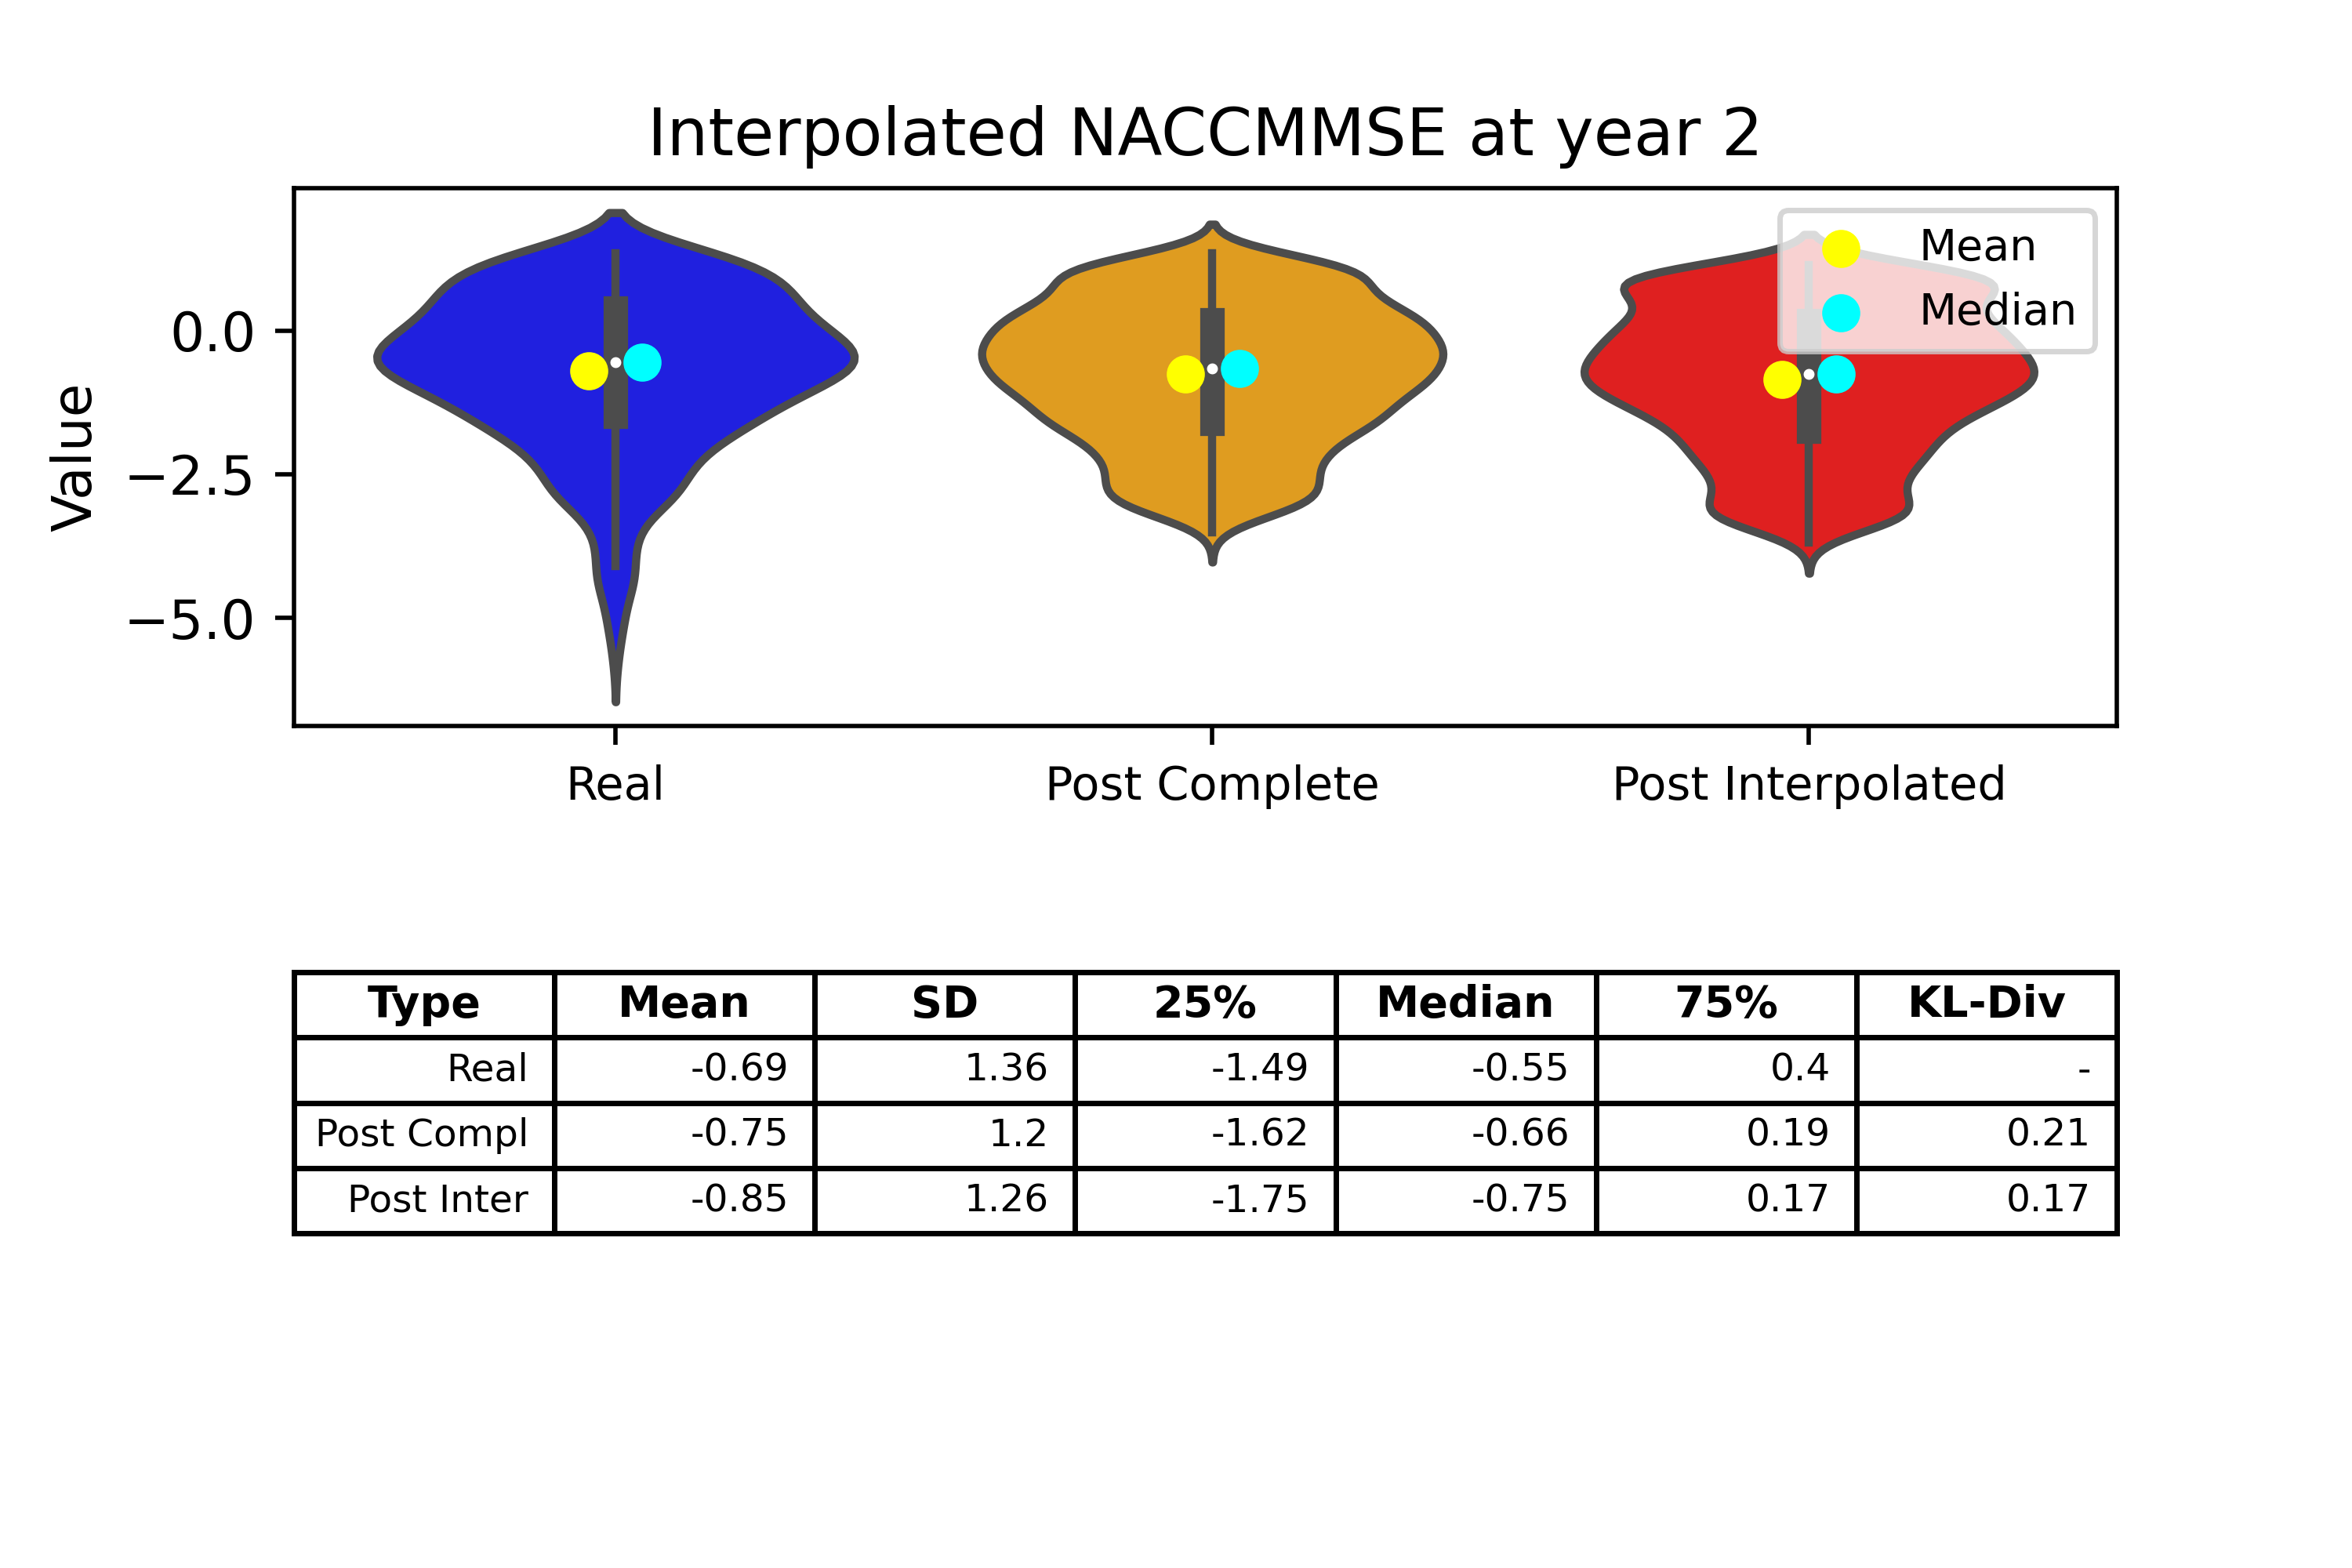 Interpolated NACCMMSE at year 2
Mean
Median
Value
0.0
−2.5
−5.0
Real Post Complete Post Interpolated
Type Mean SD 25% Median 75% KL-Div
Real -0.69 1.36 -1.49 -0.55 0.4 -
Post Compl -0.75 1.2 -1.62 -0.66 0.19 0.21
Post Inter -0.85 1.26 -1.75 -0.75 0.17 0.17